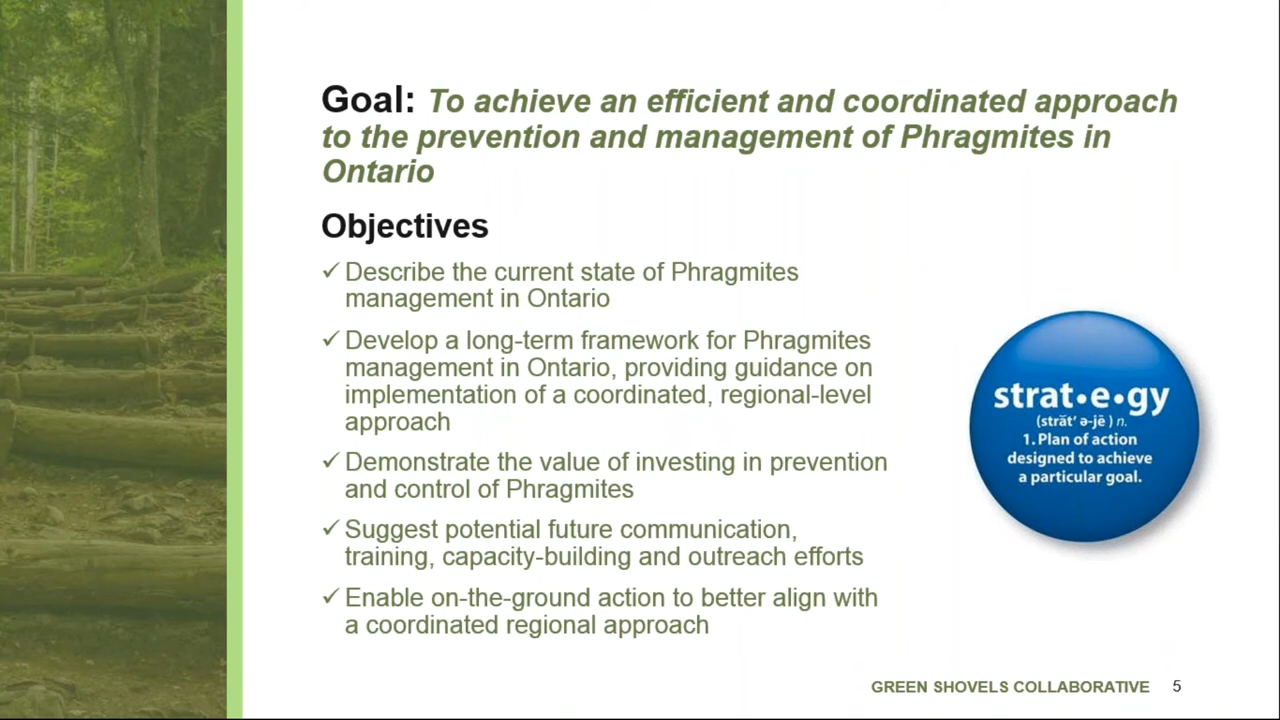 Goal: To achieve an efficient and coordinated approach
to the prevention and management of Phragmites in
Ontario
Objectives
✓ Describe the current state of Phragmites
management in Ontario
✓ Develop a long-term framework for Phragmites
management in Ontario, providing guidance on
implementation of a coordinated, regional-level
approach
✓ Demonstrate the value of investing in prevention
and control of Phragmites
✓ Suggest potential future communication,
training, capacity-building and outreach efforts
✓ Enable on-the-ground action to better align with
a coordinated regional approach
strat•e•gy
(străt′ ə-jē ) n.
1. Plan of action
designed to achieve
a particular goal.
GREEN SHOVELS COLLABORATIVE 5